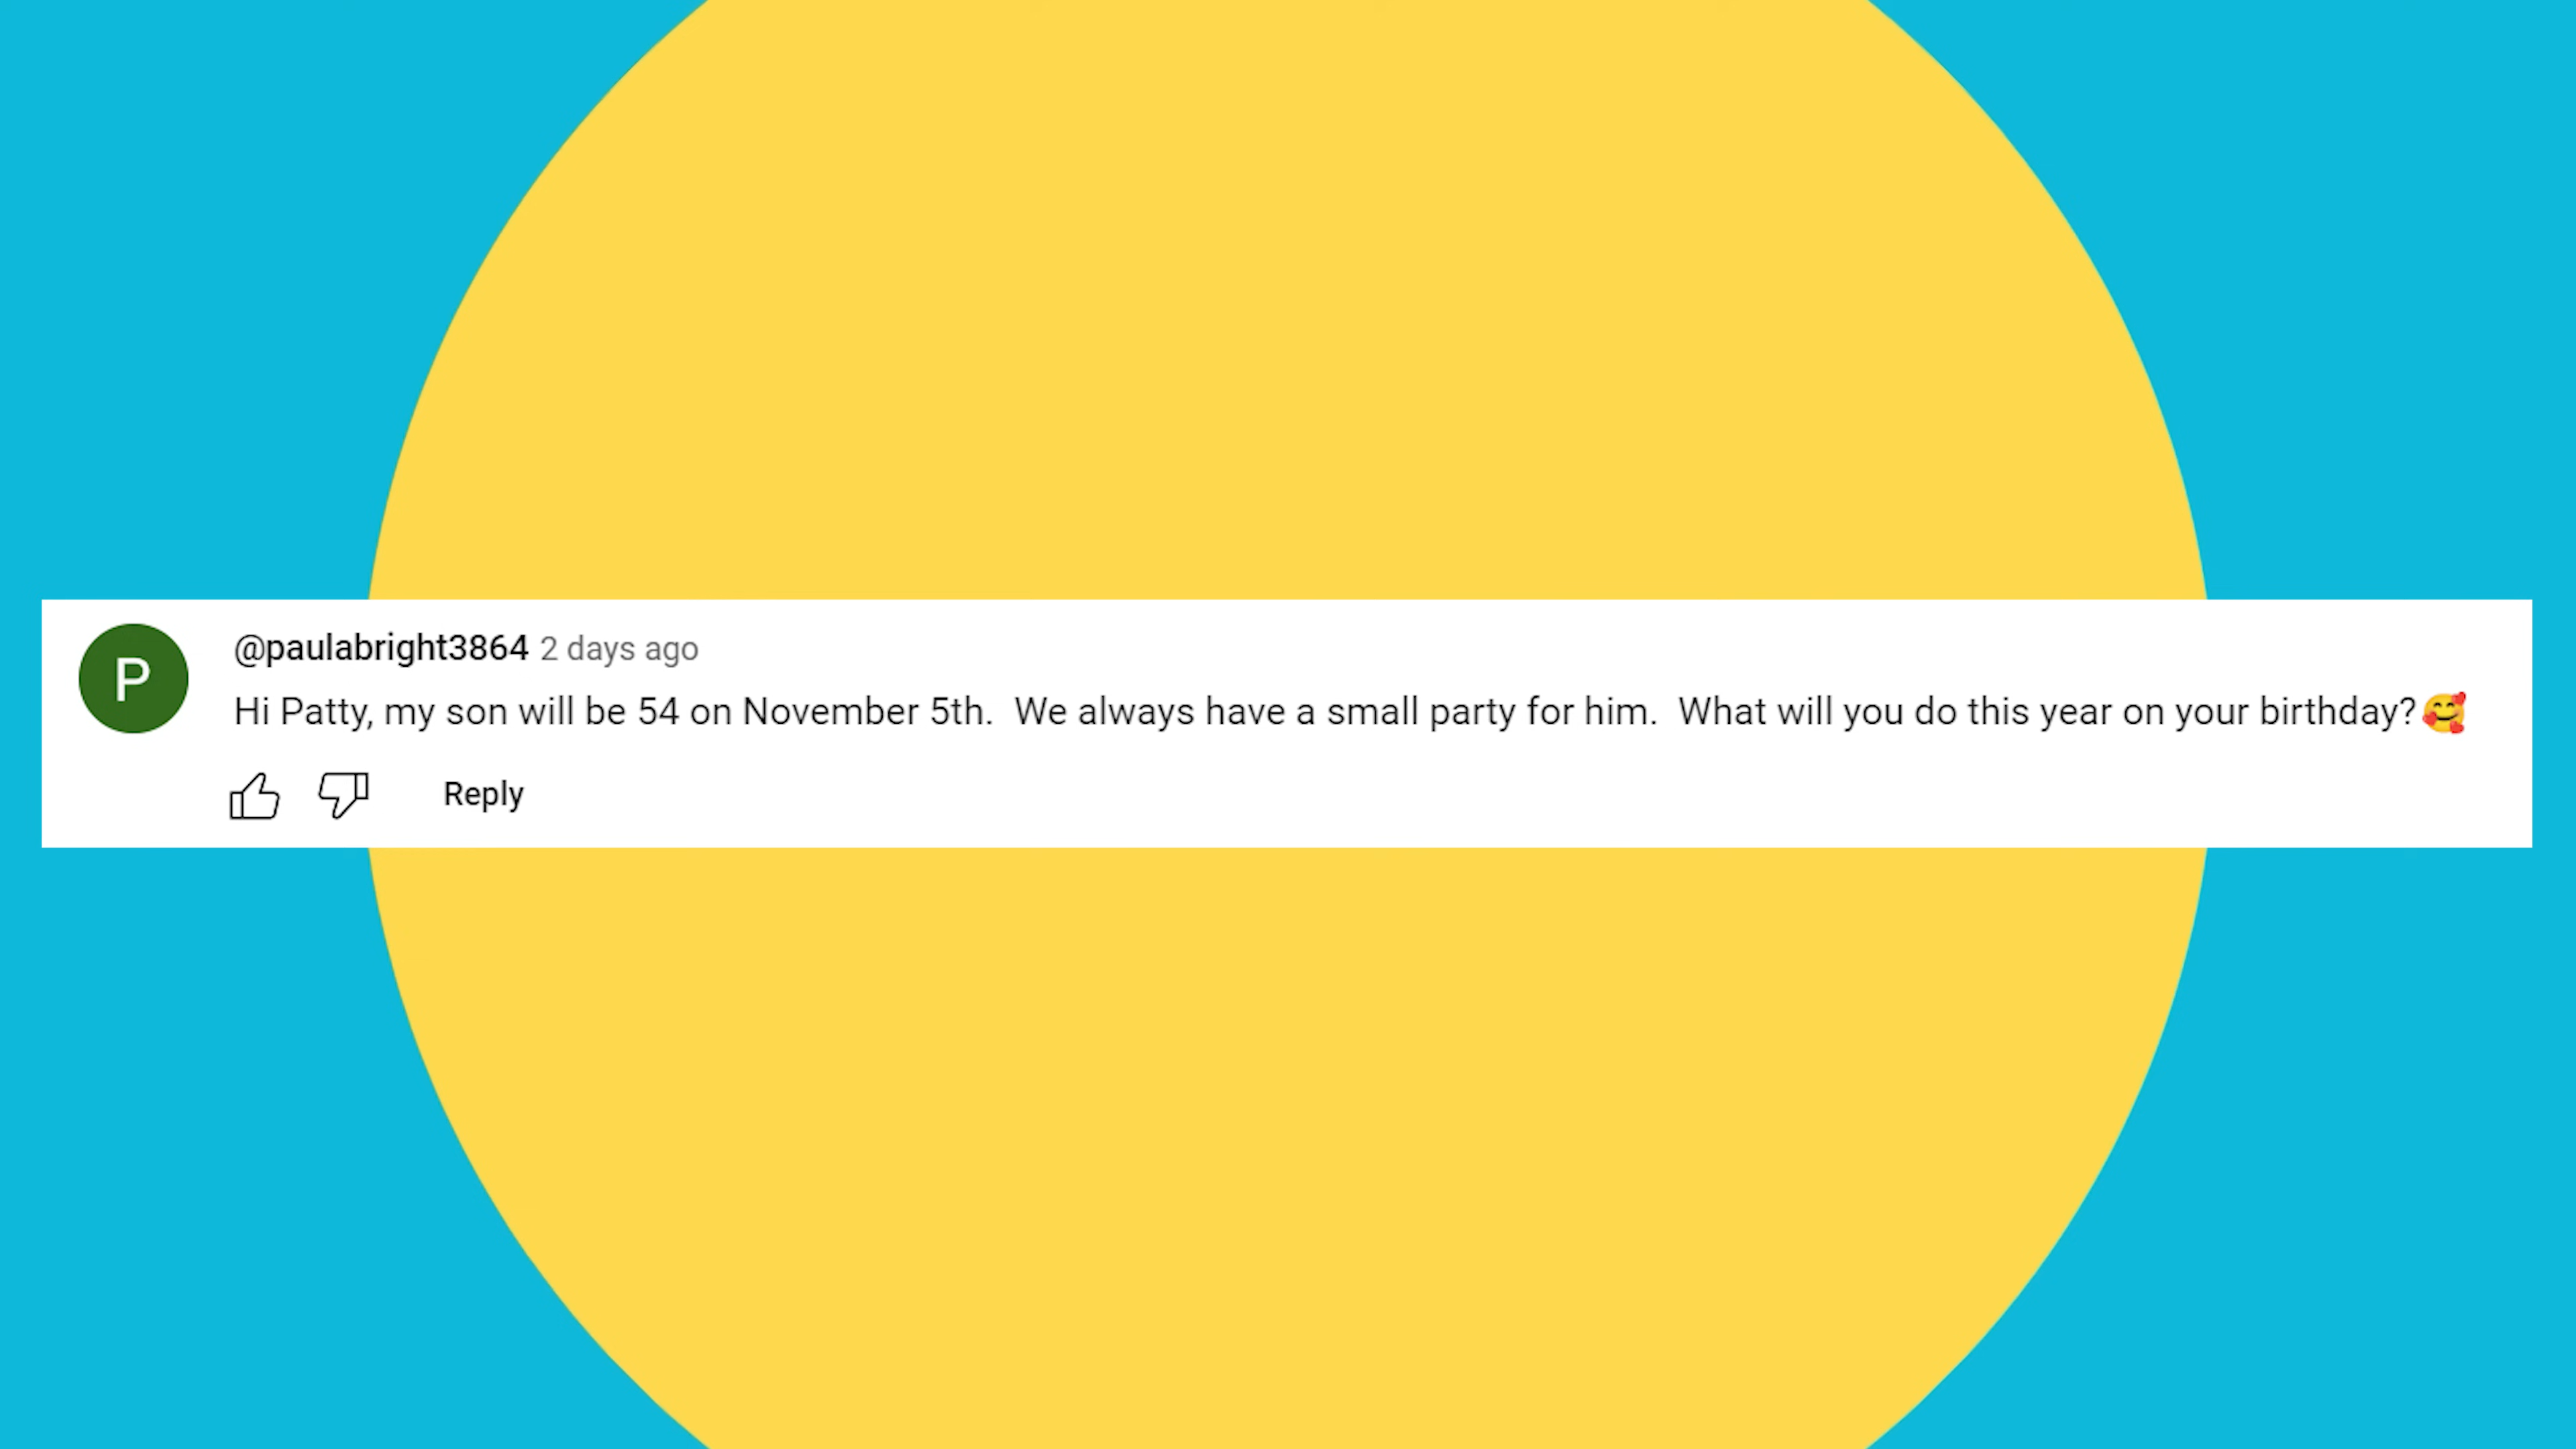 P
@paulabright3864 2 days ago
Hi Patty, my son will be 54 on November 5th.  We always have a small party for him.  What will you do this year on your birthday?🥰
Reply